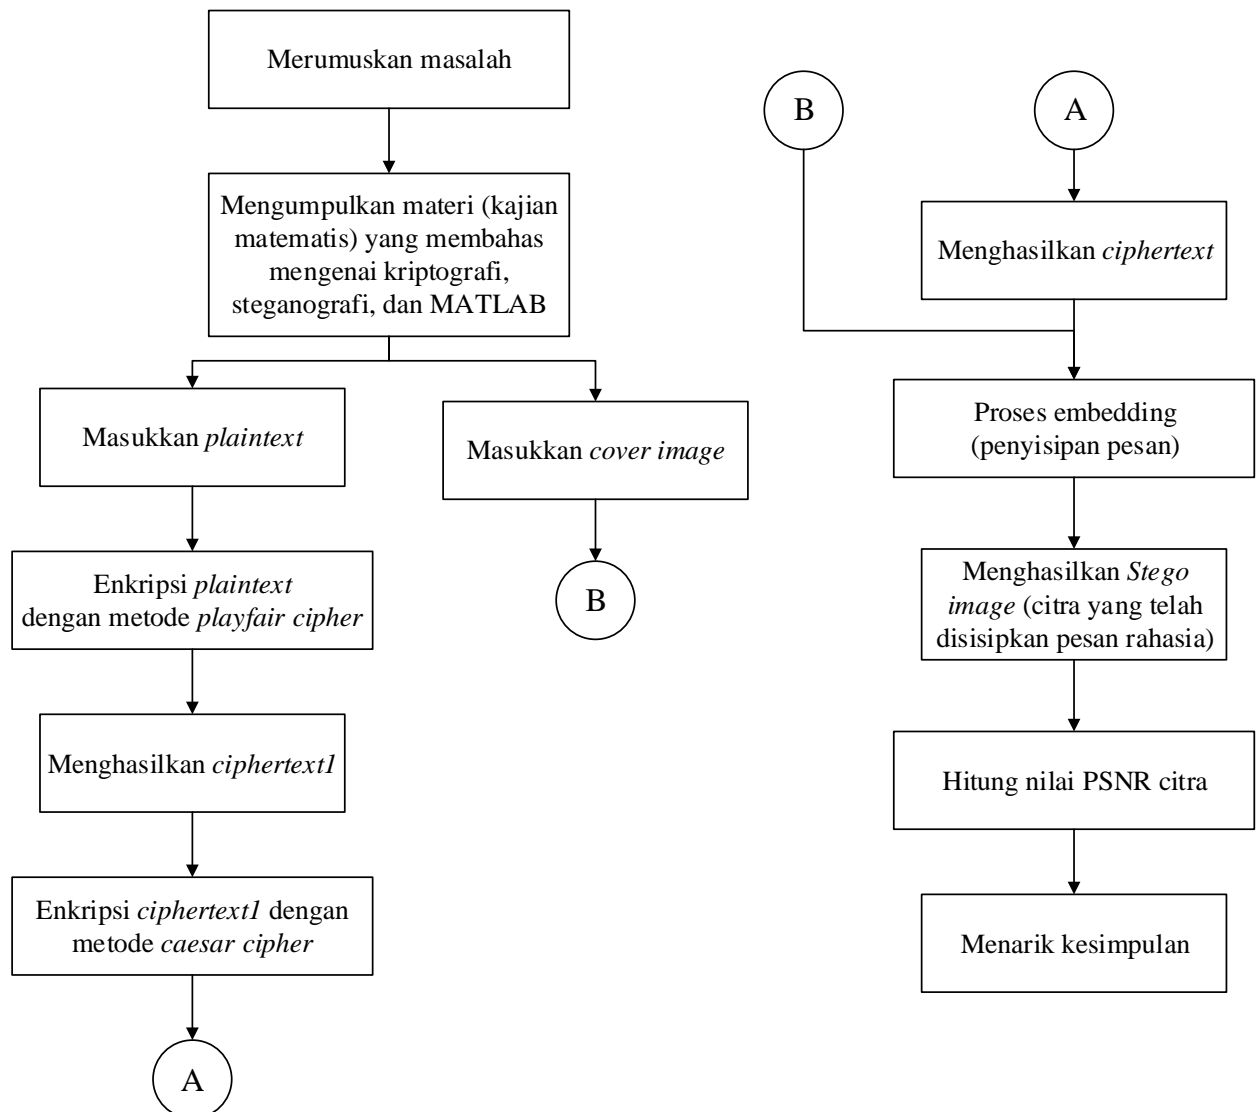 Merumuskan masalah
Mengumpulkan materi (kajian
matematis) yang membahas
mengenai kriptografi,
steganografi, dan MATLAB
Masukkan plaintext
Enkripsi plaintext
dengan metode playfair cipher
Menghasilkan ciphertext1
Enkripsi ciphertext1 dengan
metode caesar cipher
A
Masukkan cover image
B
B
A
Menghasilkan ciphertext
Proses embedding
(penyisipan pesan)
Menghasilkan Stego
image (citra yang telah
disisipkan pesan rahasia)
Hitung nilai PSNR citra
Menarik kesimpulan